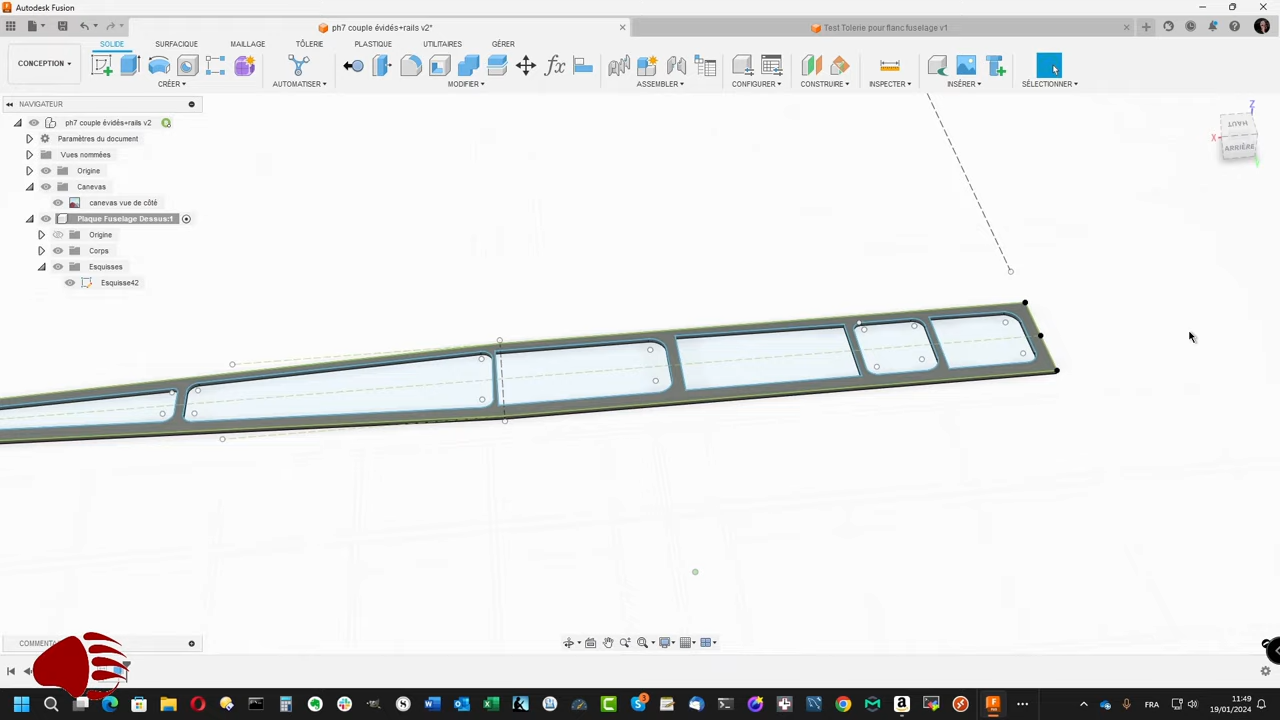 Autodesk Fusion
ph7 couple évidés+rails v2*
Test Tolerie pour flanc fuselage v1
CONCEPTION
SOLIDE
SURFACIQUE
MAILLAGE
TÔLERIE
PLASTIQUE
UTILITAIRES
GÉRER
CRÉER
AUTOMATISER
MODIFIER
ASSEMBLER
CONFIGURER
CONSTRUIRE
INSPECTER
INSÉRER
SÉLECTIONNER
NAVIGATEUR
ph7 couple évidés+rails v2
Paramètres du document
Vues nommées
Origine
Canevas
canevas vue de côté
Plaque Fuselage Dessus:1
Origine
Corps
Esquisses
Esquisse42
Z
HAUT
X
ARRIÈRE
COMMENTA
3
FRA
11:49
19/01/2024